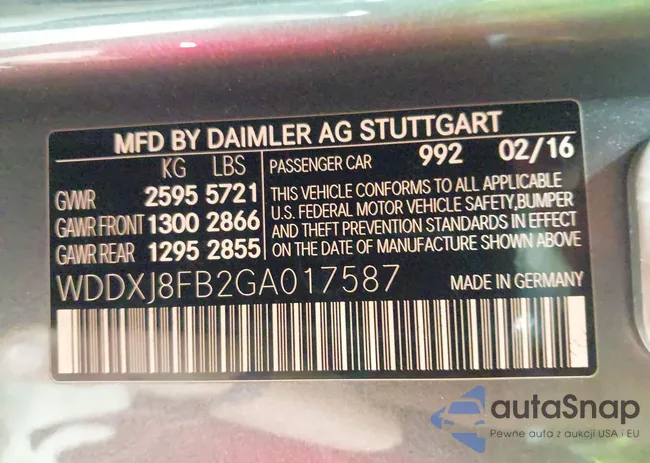 MFD BY DAIMLER AG STUTTGART
KG LBS
GVWR 2595 5721
GAWR FRONT 1300 2866
GAWR REAR 1295 2855
PASSENGER CAR 992 02/16
THIS VEHICLE CONFORMS TO ALL APPLICABLE
U.S. FEDERAL MOTOR VEHICLE SAFETY,BUMPER
AND THEFT PREVENTION STANDARDS IN EFFECT
ON THE DATE OF MANUFACTURE SHOWN ABOVE
WDDXJ8FB2GA017587 MADE IN GERMANY
autaSnap
Pewne auta z aukcji USA i EU